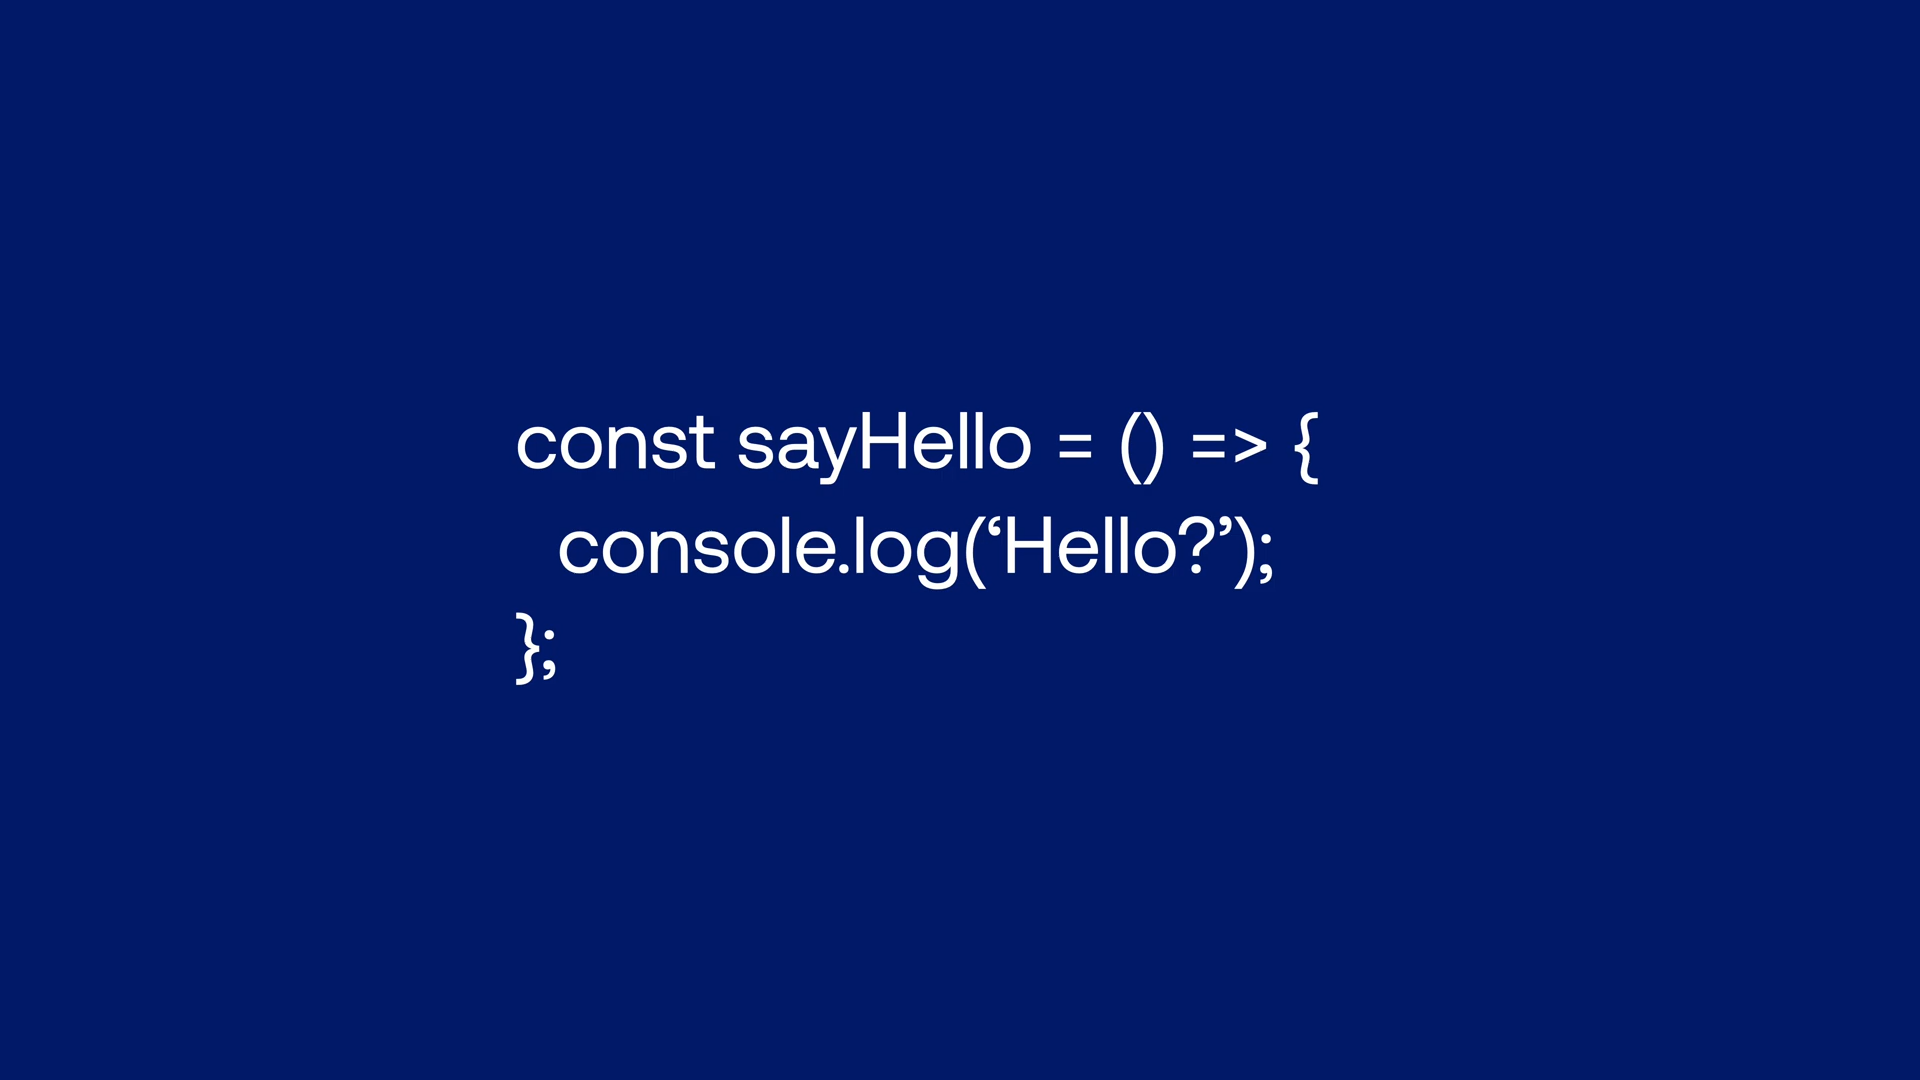 const sayHello = () => {
console.log(‘Hello?’);
};